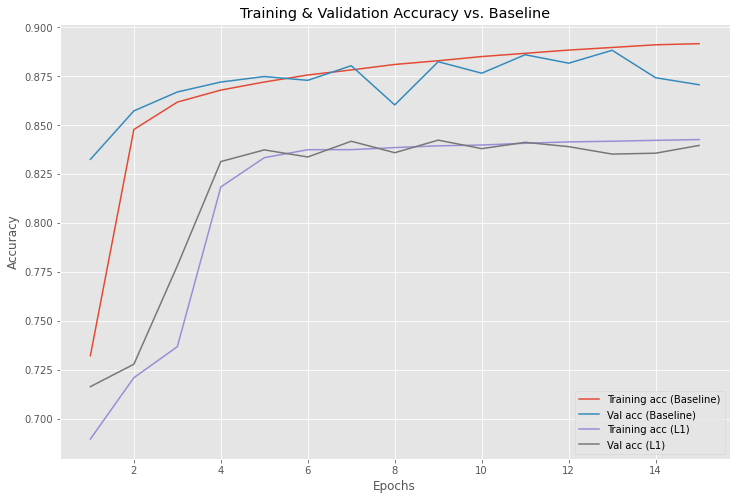 Training & Validation Accuracy vs. Baseline
0.900
0.875
0.850
0.825
0.800
0.775
0.750
0.725
0.700
Accuracy
2 4 6 8 10 12 14
Epochs
Training acc (Baseline)
Val acc (Baseline)
Training acc (L1)
Val acc (L1)